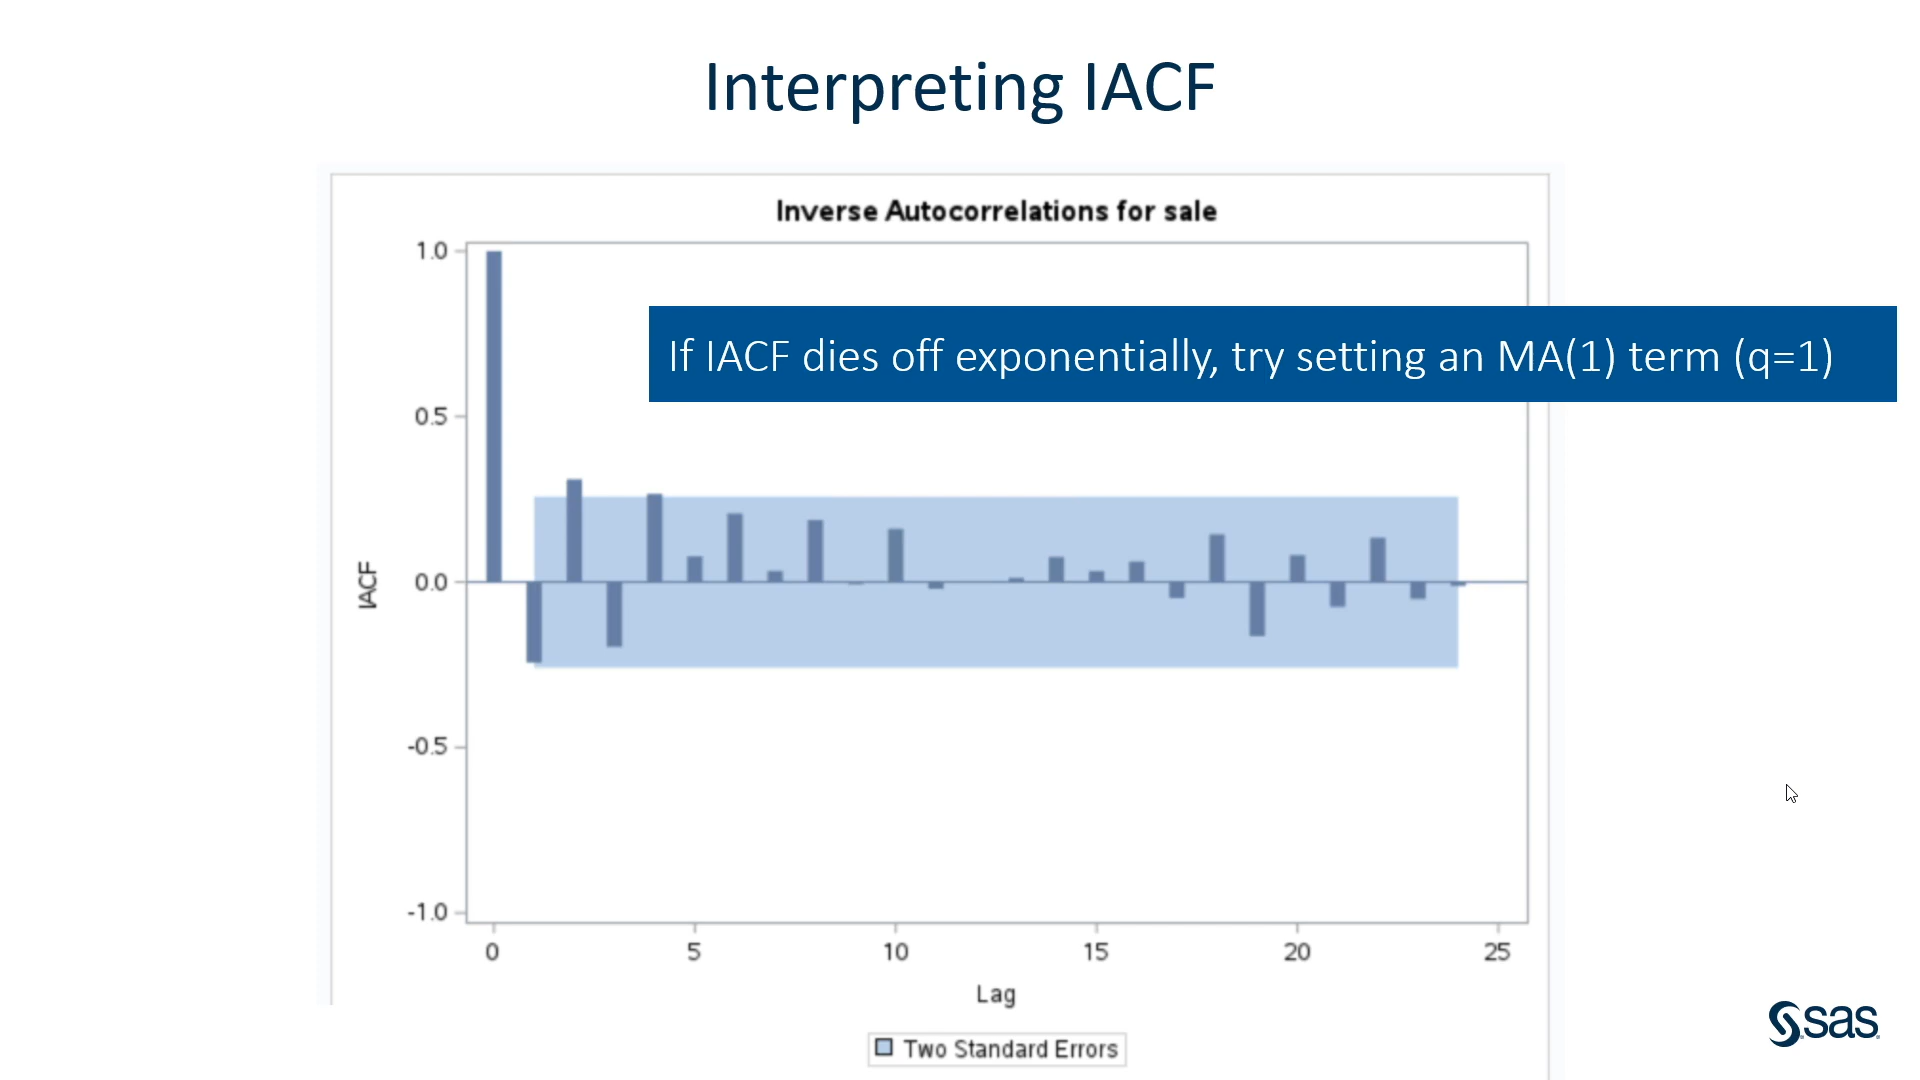 Interpreting IACF
Inverse Autocorrelations for sale
1.0
If IACF dies off exponentially, try setting an MA(1) term (q=1)
0.5
0.0
IACF
-0.5
-1.0
0 5 10 15 20 25
Lag
Two Standard Errors
sas